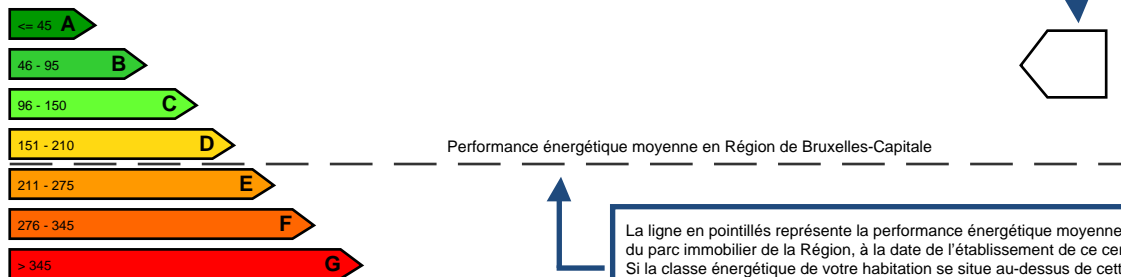 <= 45 A
46 - 95 B
96 - 150 C
151 - 210 D
Performance énergétique moyenne en Région de Bruxelles-Capitale
211 - 275 E
276 - 345 F
La ligne en pointillés représente la performance énergétique moyenne
du parc immobilier de la Région, à la date de l'établissement de ce cer
> 345 G
Si la classe énergétique de votre habitation se situe au-dessus de cett